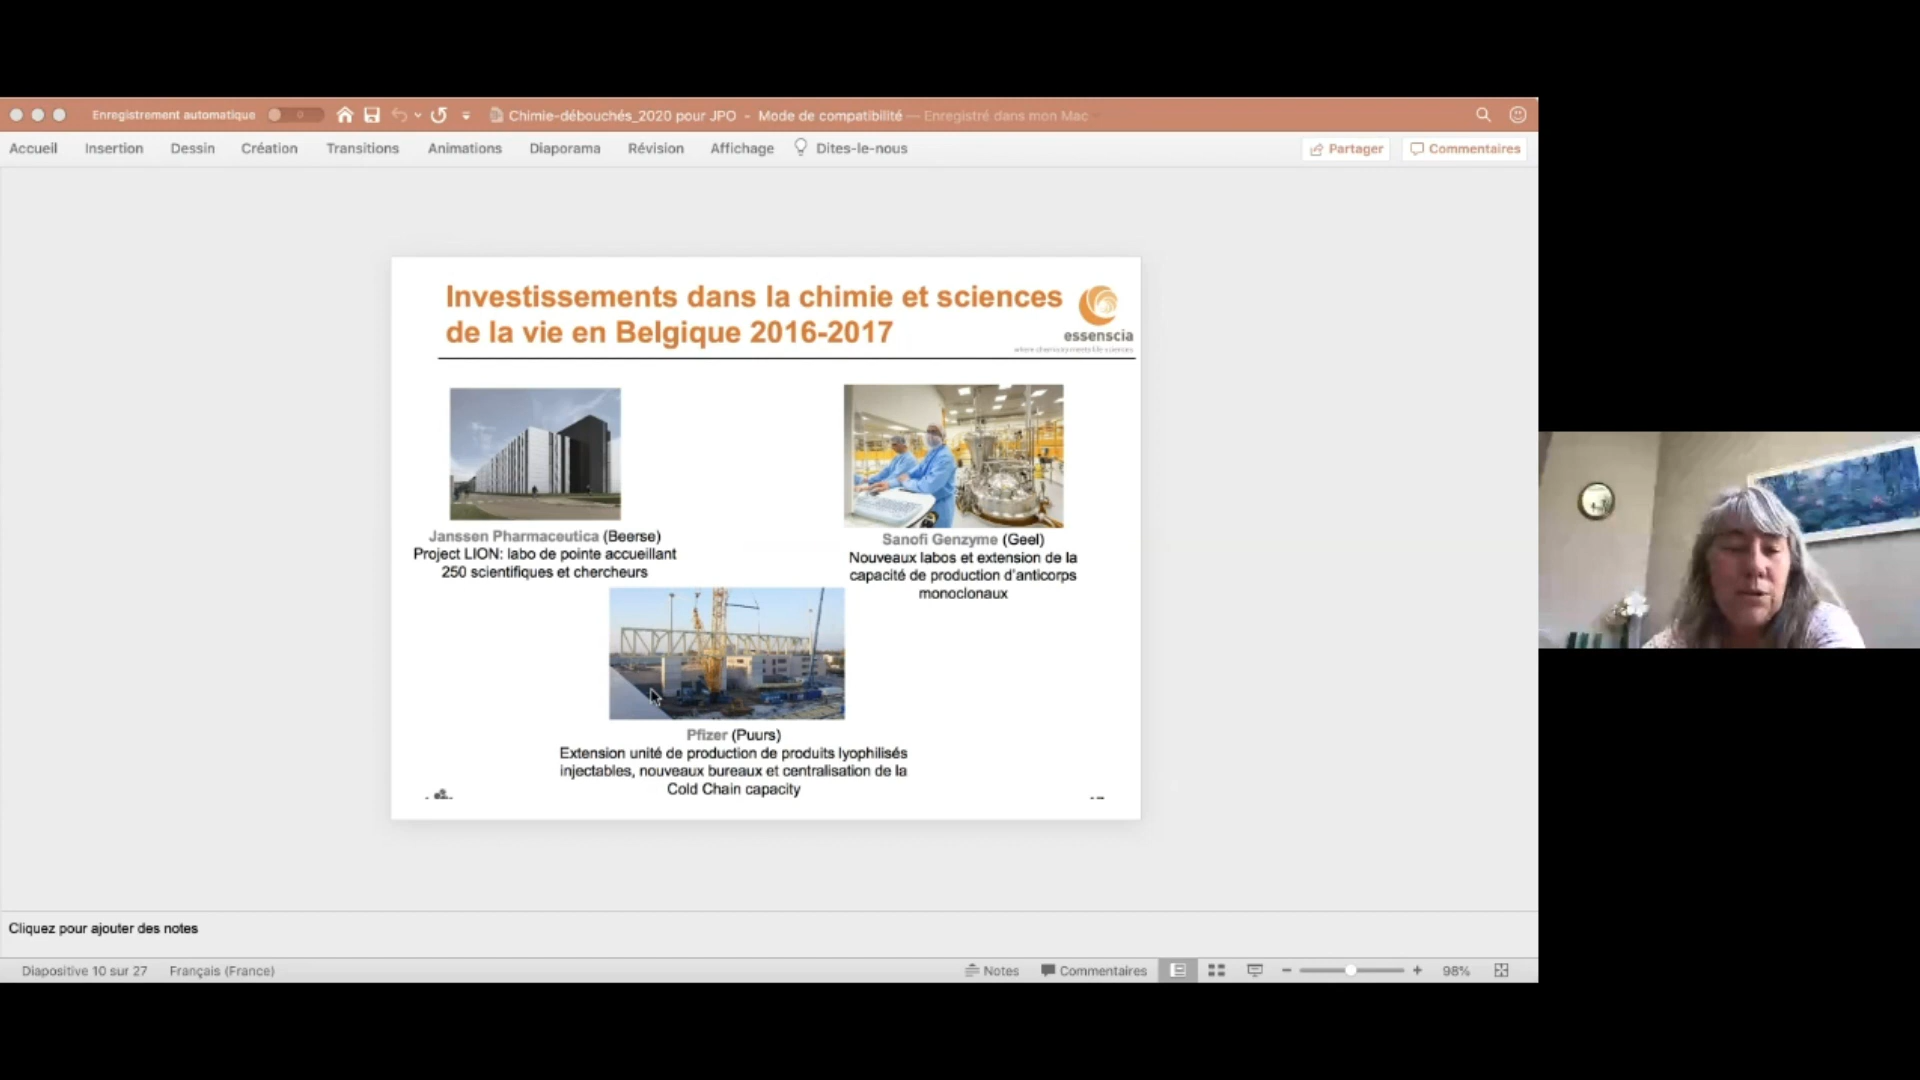 Enregistrement automatique
Chimie-débouchés_2020 pour JPO - Mode de compatibilité — Enregistré dans mon Mac
Accueil Insertion Dessin Création Transitions Animations Diaporama Révision Affichage Dites-le-nous Partager Commentaires
Investissements dans la chimie et sciences
de la vie en Belgique 2016-2017
essenscia
where chemistry meets life sciences
Janssen Pharmaceutica (Beerse)
Project LION: labo de pointe accueillant
250 scientifiques et chercheurs
Sanofi Genzyme (Geel)
Nouveaux labos et extension de la
capacité de production d'anticorps
monoclonaux
Pfizer (Puurs)
Extension unité de production de produits lyophilisés
injectables, nouveaux bureaux et centralisation de la
Cold Chain capacity
Cliquez pour ajouter des notes
Diapositive 10 sur 27 Français (France) Notes Commentaires 98%